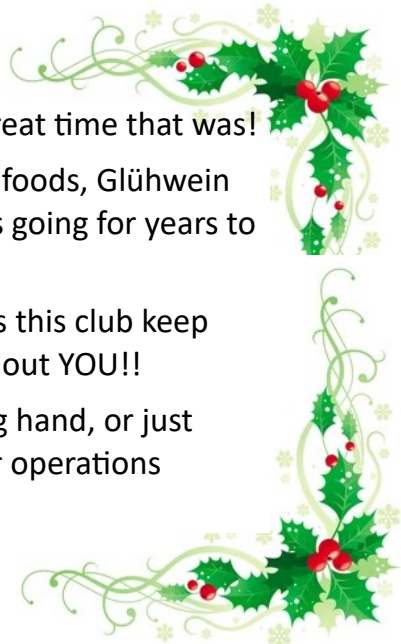 reat time that was!
foods, Glühwein
s going for years to
s this club keep
out YOU!!
g hand, or just
r operations